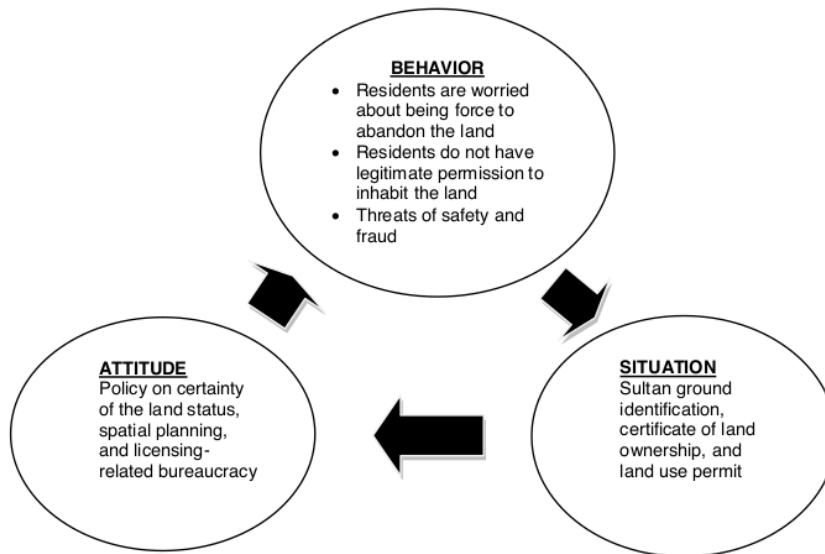 BEHAVIOR
• Residents are worried
about being force to
abandon the land
• Residents do not have
legitimate permission to
inhabit the land
• Threats of safety and
fraud
ATTITUDE
Policy on certainty
of the land status,
spatial planning,
and licensing-
related bureaucracy
SITUATION
Sultan ground
identification,
certificate of land
ownership, and
land use permit